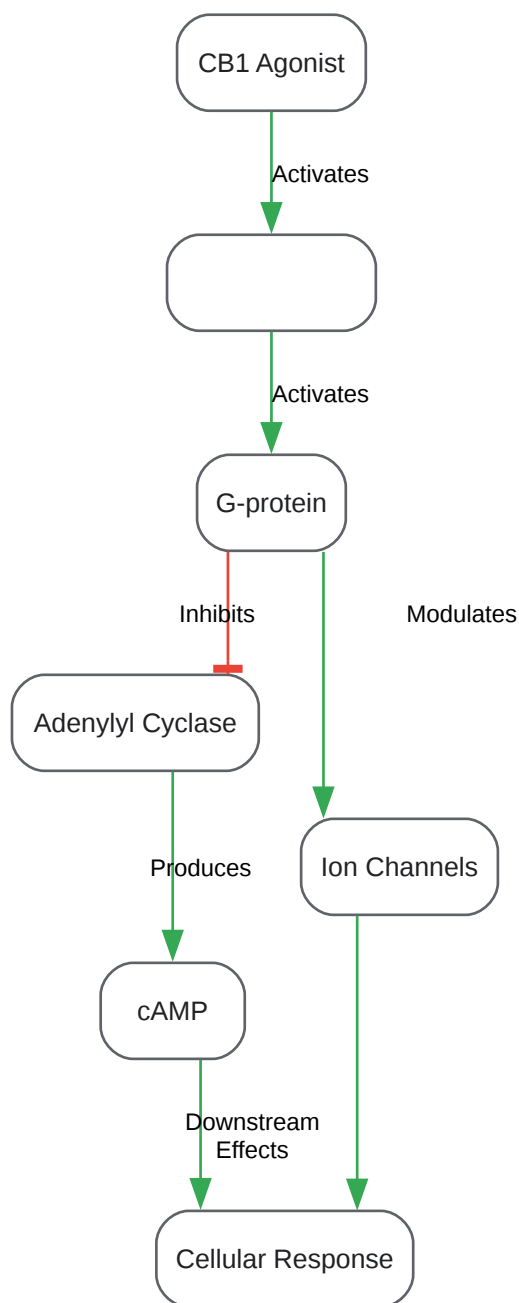 CB1 Agonist
Activates
Activates
G-protein
Inhibits
Modulates
Adenylyl Cyclase
Produces
Ion Channels
cAMP
Downstream
Effects
Cellular Response